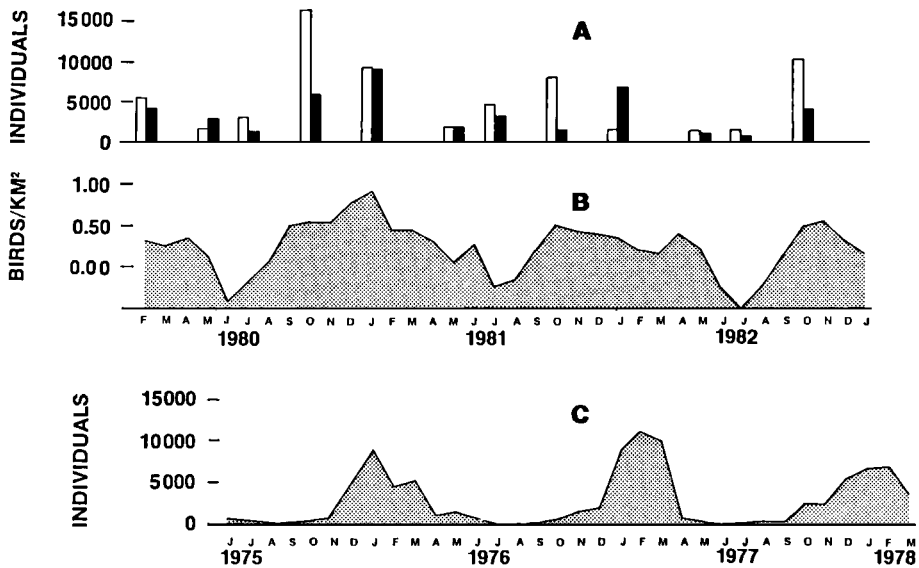 A
INDIVIDUALS
15000
10000
5000
0
B
BIRDS/KM²
1.00
0.50
0.00
F M A M J J A S O N D J F M A M J J A S O N D J F M A M J J A S O N D J
1980 1981 1982
C
INDIVIDUALS
15000
10000
5000
0
J J A S O N D J F M A M J J A S O N D J F M A M J J A S O N D J F M
1975 1976 1977 1978